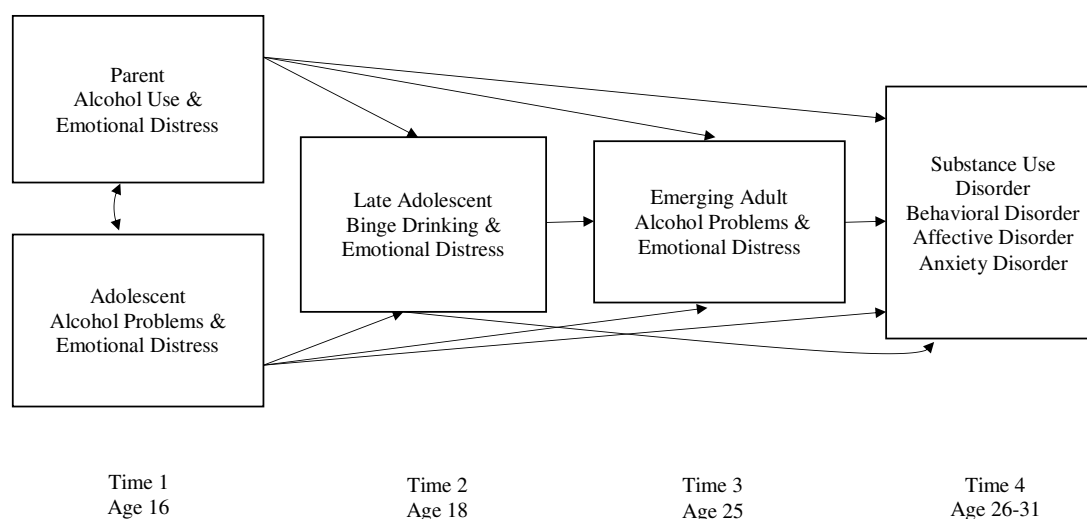 Parent
Alcohol Use &
Emotional Distress
Adolescent
Alcohol Problems &
Emotional Distress
Late Adolescent
Binge Drinking &
Emotional Distress
Emerging Adult
Alcohol Problems &
Emotional Distress
Substance Use
Disorder
Behavioral Disorder
Affective Disorder
Anxiety Disorder
Time 1
Age 16
Time 2
Age 18
Time 3
Age 25
Time 4
Age 26-31